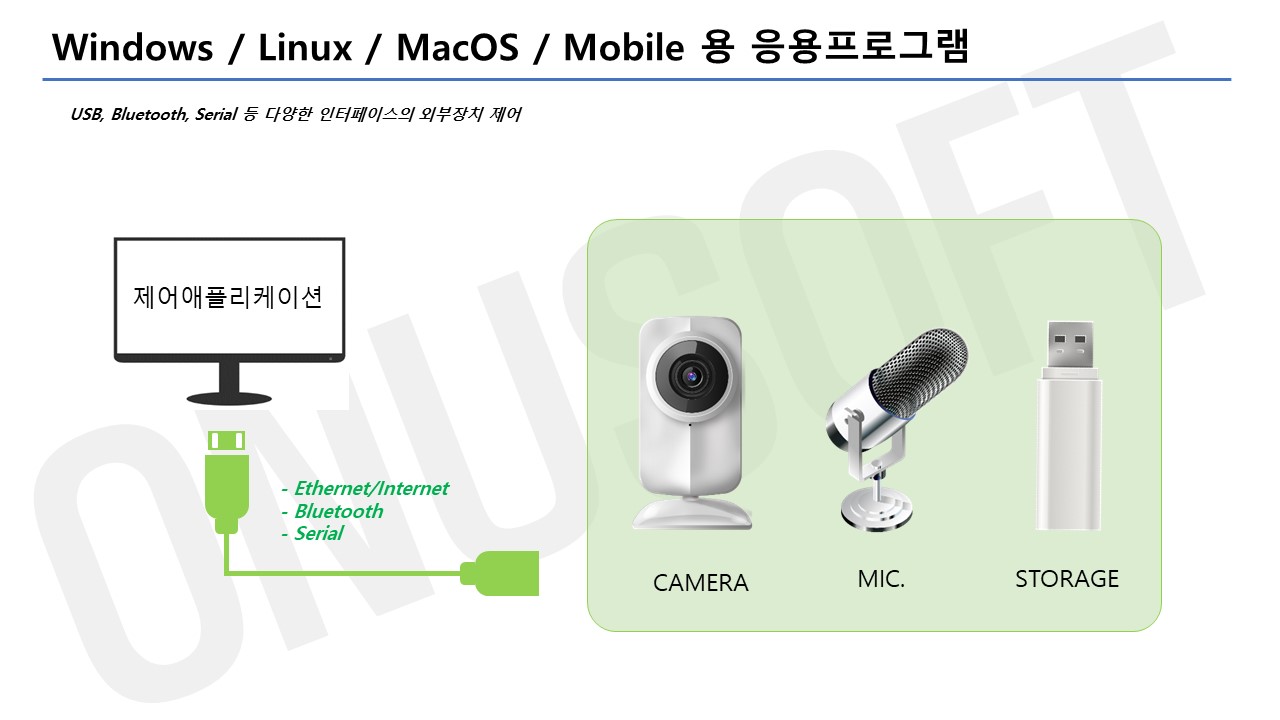 Windows / Linux / MacOS / Mobile 용 응용프로그램
USB, Bluetooth, Serial 등 다양한 인터페이스의 외부장치 제어
제어애플리케이션
- Ethernet/Internet
- Bluetooth
- Serial
CAMERA
MIC.
STORAGE
ONUSOFT